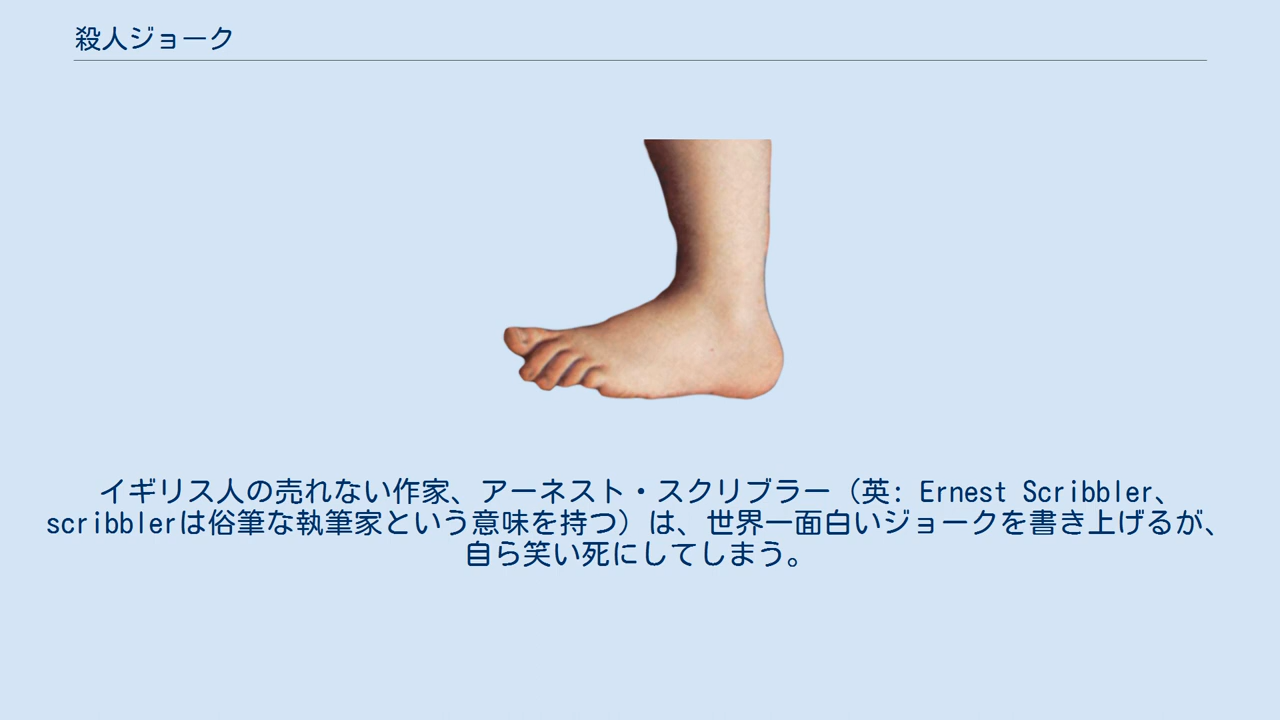 殺人ジョーク
イギリス人の売れない作家、アーネスト・スクリブラー（英: Ernest Scribbler、
scribblerは俗筆な執筆家という意味を持つ）は、世界一面白いジョークを書き上げるが、
自ら笑い死にしてしまう。